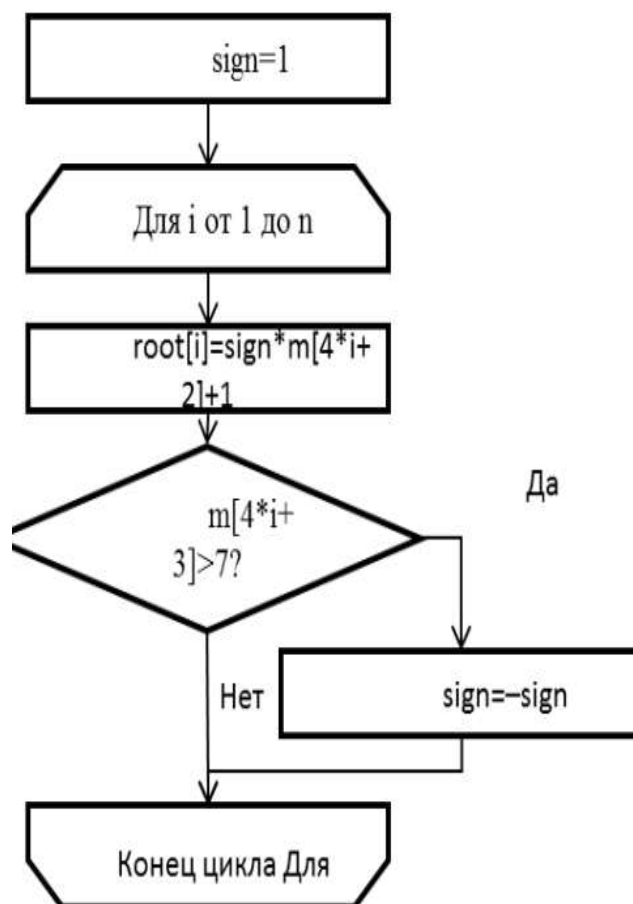 sign=1
Для i от 1 до n
root[i]=sign*m[4*i+
2]+1
m[4*i+
3]>7?
Да
Нет
sign=–sign
Конец цикла Для